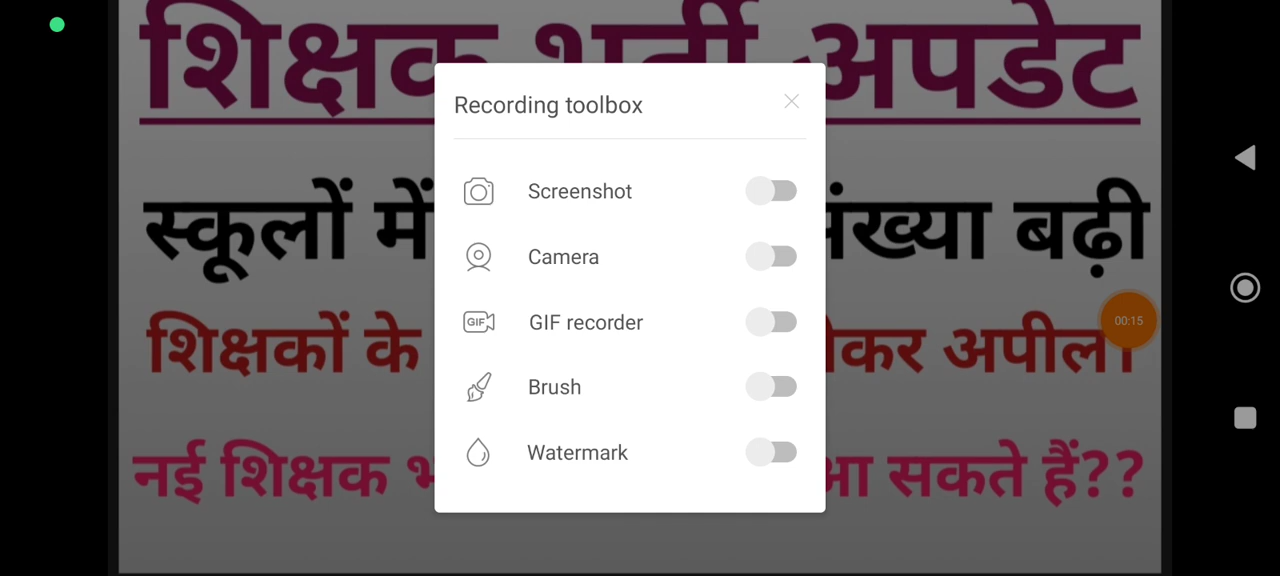 शिक्षक भर्ती अपडेट
Recording toolbox
Screenshot
स्कूलों में
संख्या बढ़ी
Camera
GIF
GIF recorder
00:15
शिक्षकों के
अपील।
Brush
Watermark
नई शिक्षक
आ सकते हैं??